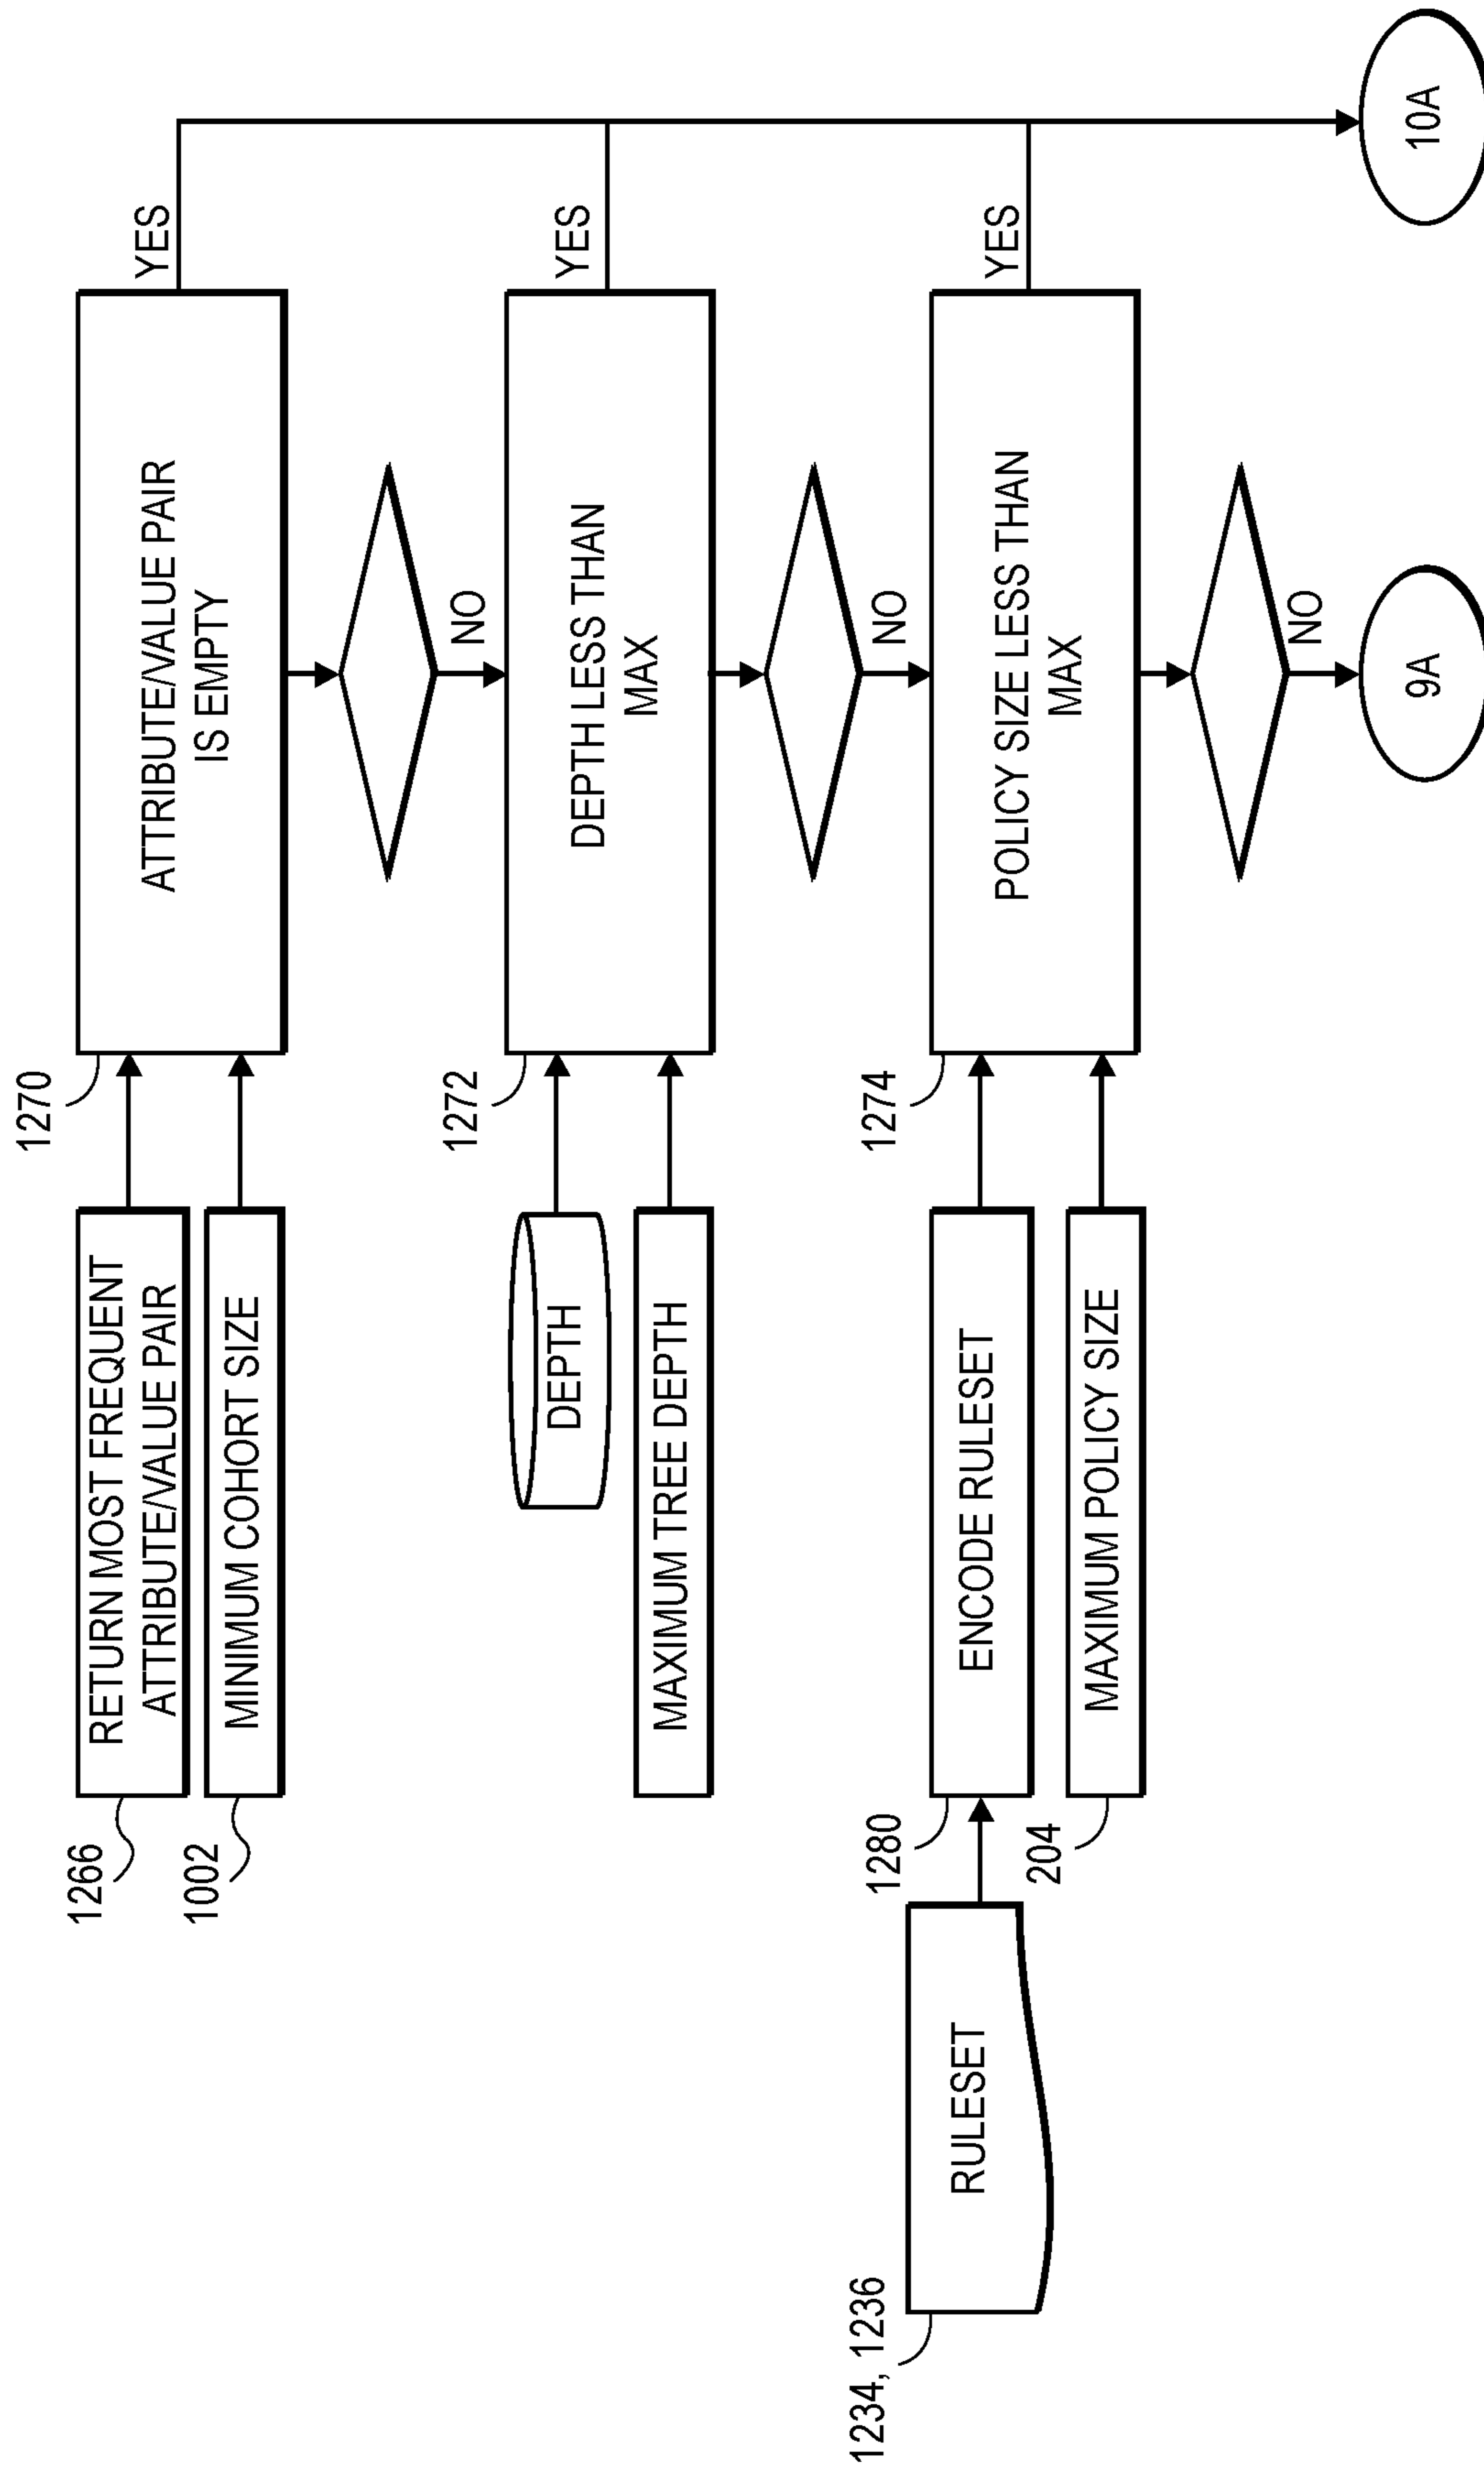 1270
1266
RETURN MOST FREQUENT
ATTRIBUTE/VALUE PAIR
ATTRIBUTE/VALUE PAIR
IS EMPTY
YES
1002
MINIMUM COHORT SIZE
NO
1272
DEPTH
DEPTH LESS THAN
MAX
YES
MAXIMUM TREE DEPTH
NO
1274
1234, 1236
RULESET
1280
ENCODE RULESET
POLICY SIZE LESS THAN
MAX
YES
204
MAXIMUM POLICY SIZE
NO
9A
10A